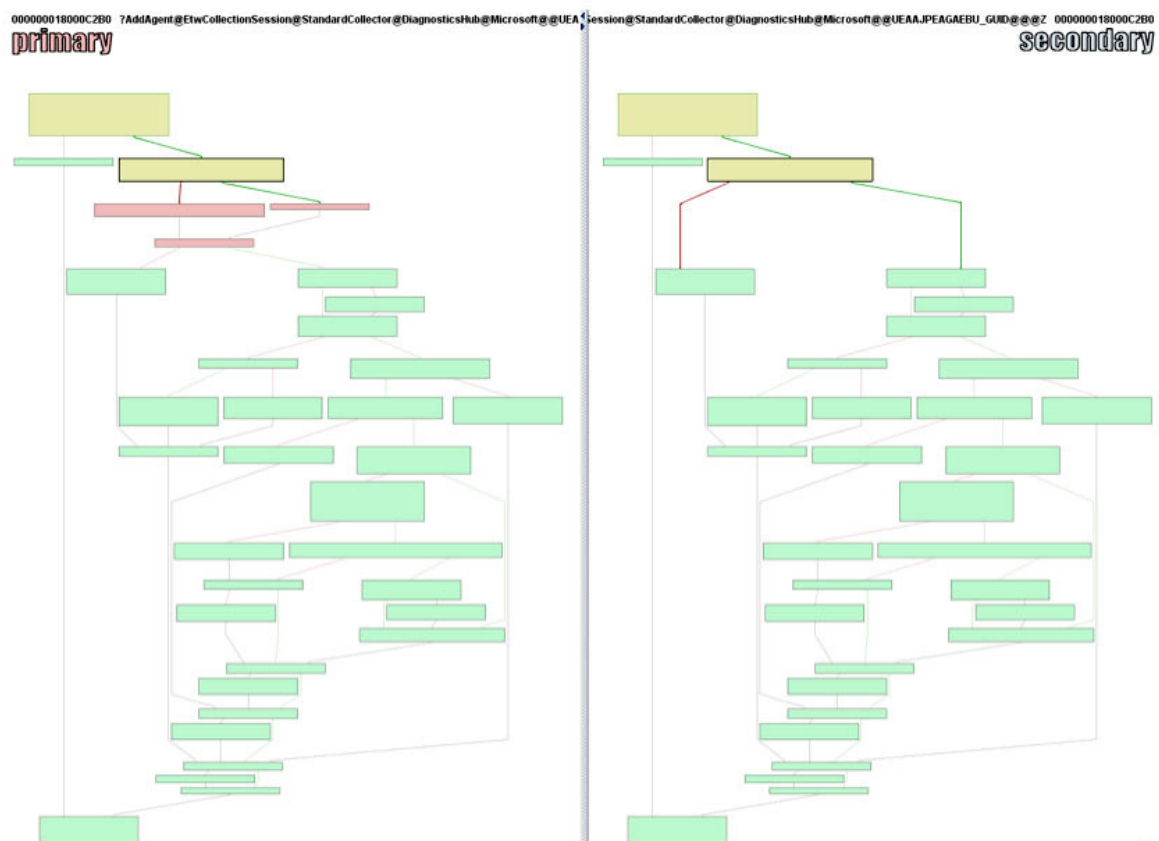 000000018000C2B0 ?AddAgent@EtwCollectionSession@StandardCollector@DiagnosticsHub@Microsoft@@UEA
Session@StandardCollector@DiagnosticsHub@Microsoft@@UEAAJPEAGAEBU_GUID@@@Z 000000018000C2B0
primary
secondary